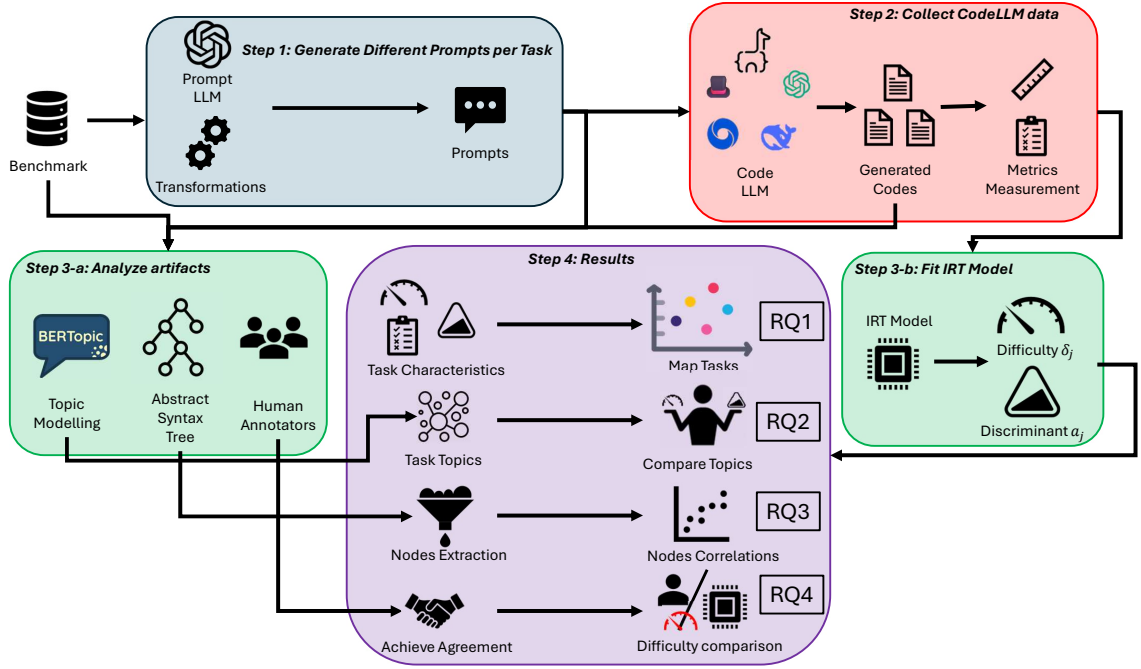 Step 1: Generate Different Prompts per Task
Prompt
LLM
Transformations
Prompts
Benchmark
Step 2: Collect CodeLLM data
Code
LLM
Generated
Codes
Metrics
Measurement
Step 3-a: Analyze artifacts
BERTopic
Topic
Modelling
Abstract
Syntax
Tree
Human
Annotators
Step 4: Results
Task Characteristics
Map Tasks
RQ1
Task Topics
Compare Topics
RQ2
Nodes Extraction
Nodes Correlations
RQ3
Achieve Agreement
Difficulty comparison
RQ4
Step 3-b: Fit IRT Model
IRT Model
Difficulty δⱼ
Discriminant aⱼ